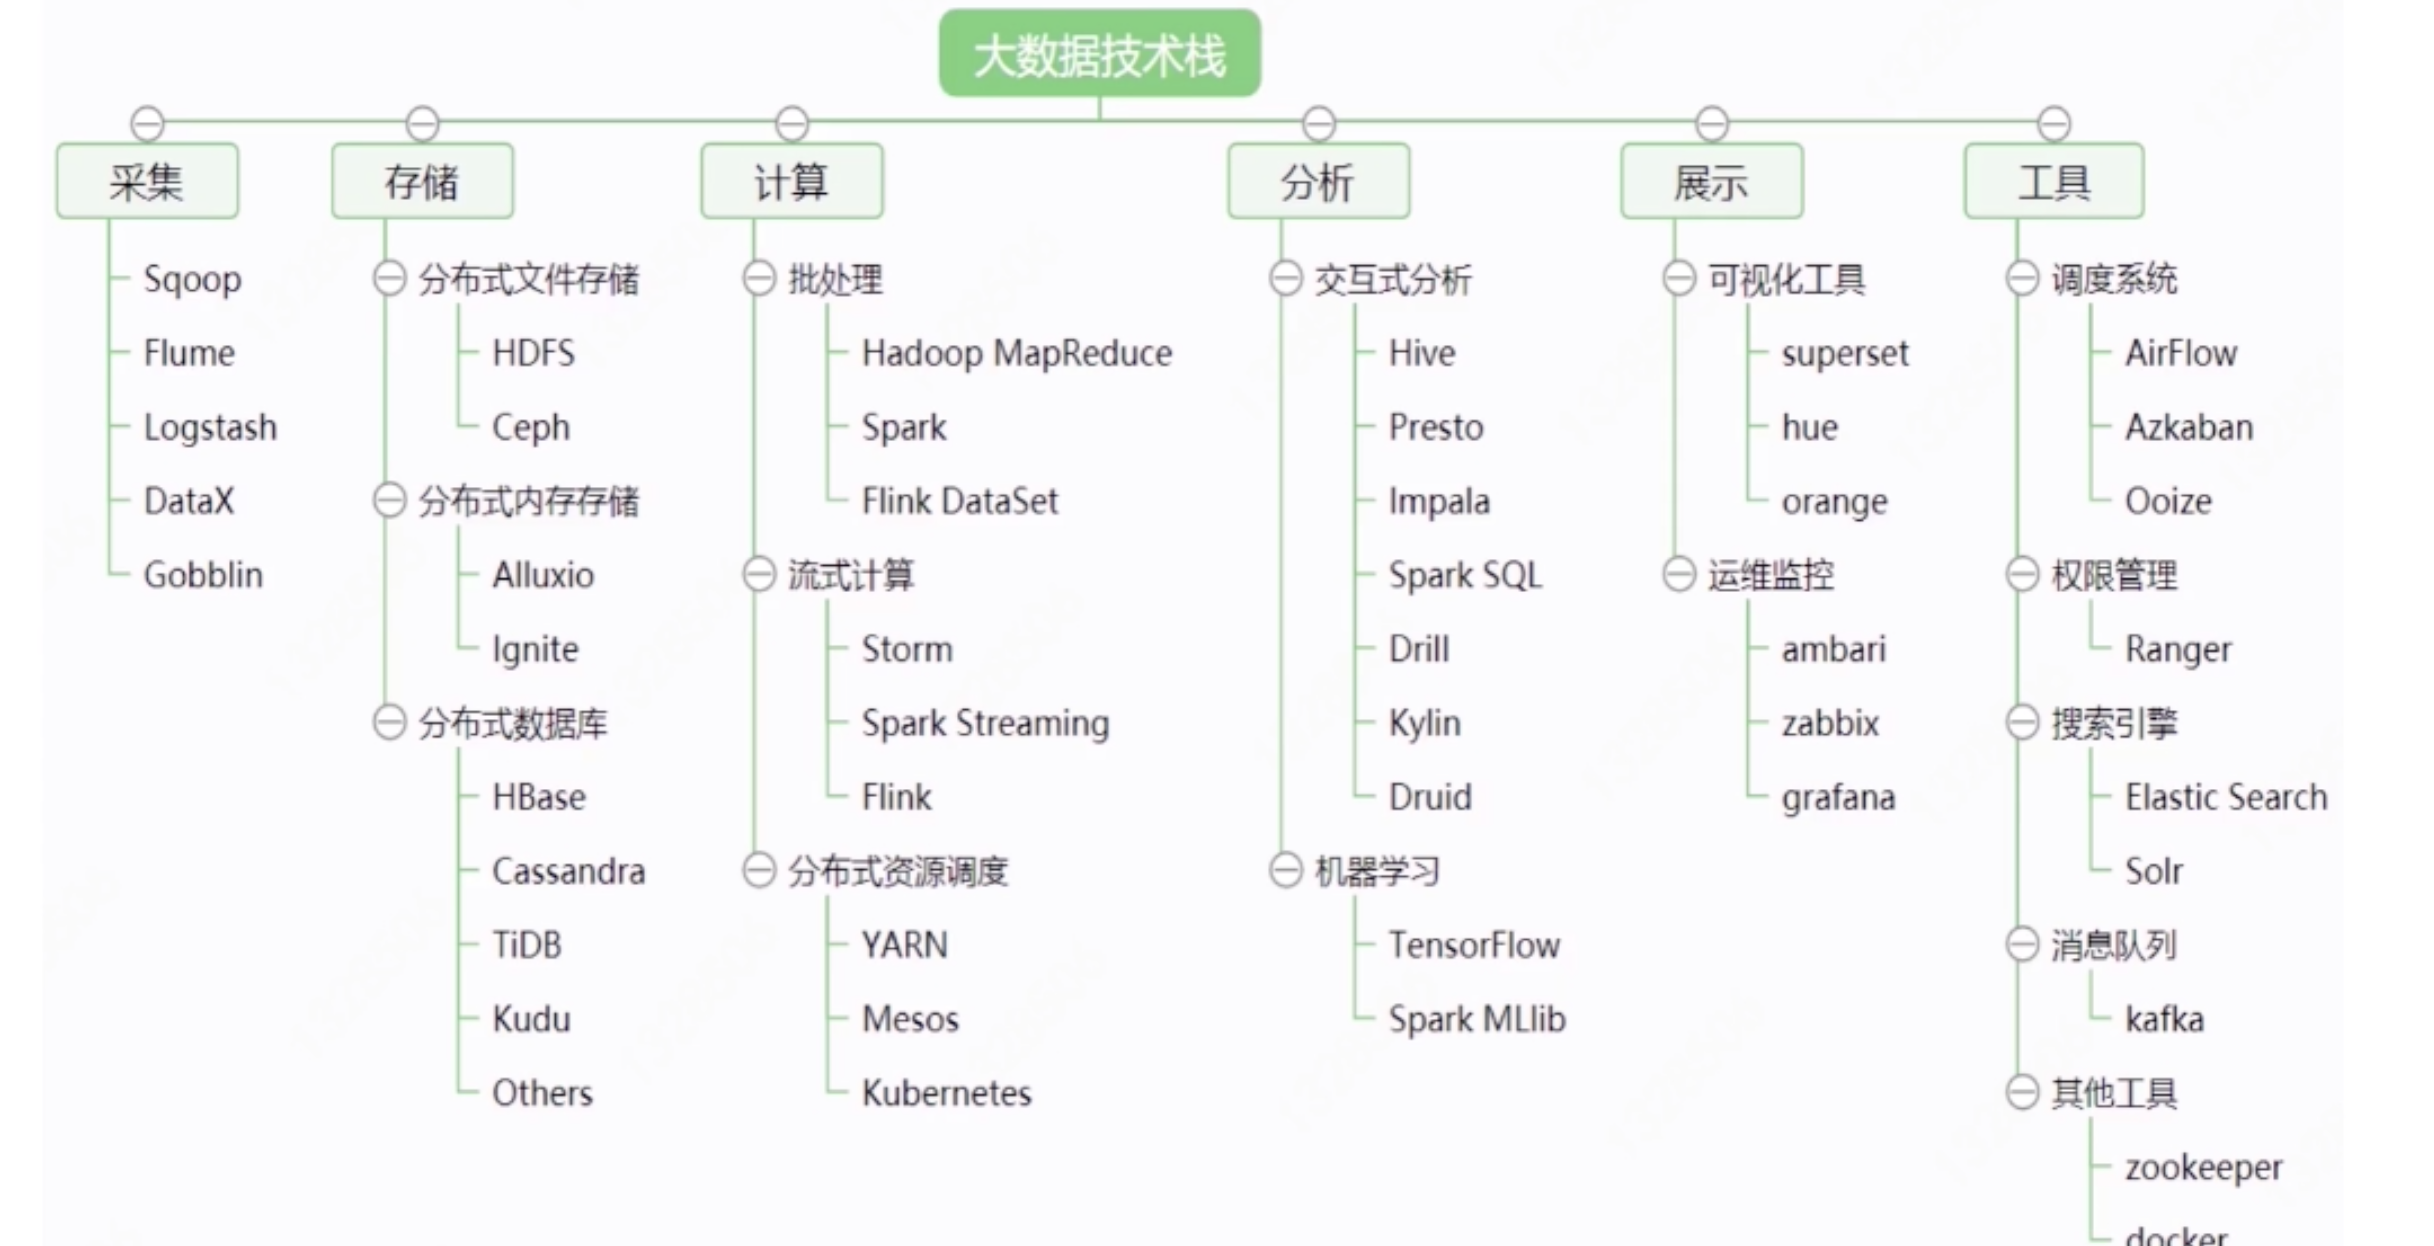 大数据技术栈
采集
Sqoop
Flume
Logstash
DataX
Gobblin
存储
分布式文件存储
HDFS
Ceph
分布式内存存储
Alluxio
Ignite
分布式数据库
HBase
Cassandra
TiDB
Kudu
Others
计算
批处理
Hadoop MapReduce
Spark
Flink DataSet
流式计算
Storm
Spark Streaming
Flink
分布式资源调度
YARN
Mesos
Kubernetes
分析
交互式分析
Hive
Presto
Impala
Spark SQL
Drill
Kylin
Druid
机器学习
TensorFlow
Spark MLlib
展示
可视化工具
superset
hue
orange
运维监控
ambari
zabbix
grafana
工具
调度系统
AirFlow
Azkaban
Ooize
权限管理
Ranger
搜索引擎
Elastic Search
Solr
消息队列
kafka
其他工具
zookeeper
docker